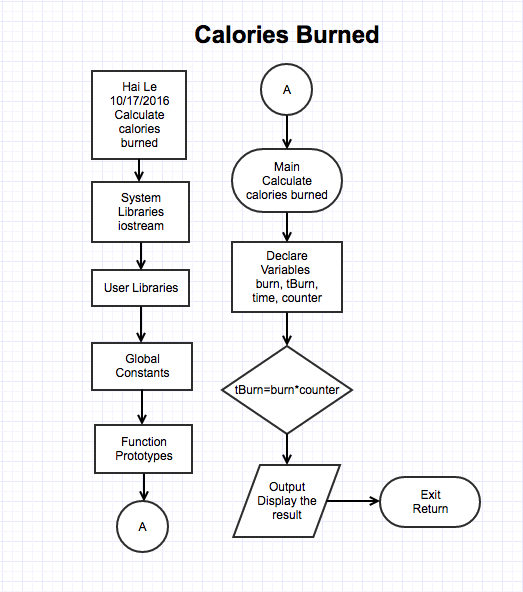 Calories Burned
Hai Le
10/17/2016
Calculate
calories
burned
System
Libraries
iostream
User Libraries
Global
Constants
Function
Prototypes
A
A
Main
Calculate
calories burned
Declare
Variables
burn, tBurn,
time, counter
tBurn=burn*counter
Output
Display the
result
Exit
Return